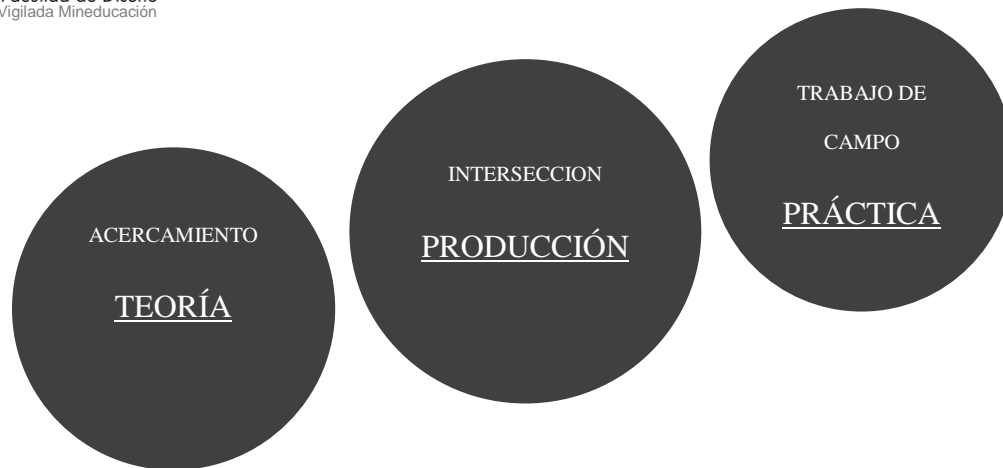 Vigilada Mineducación
ACERCAMIENTO
TEORÍA
INTERSECCION
PRODUCCIÓN
TRABAJO DE
CAMPO
PRÁCTICA